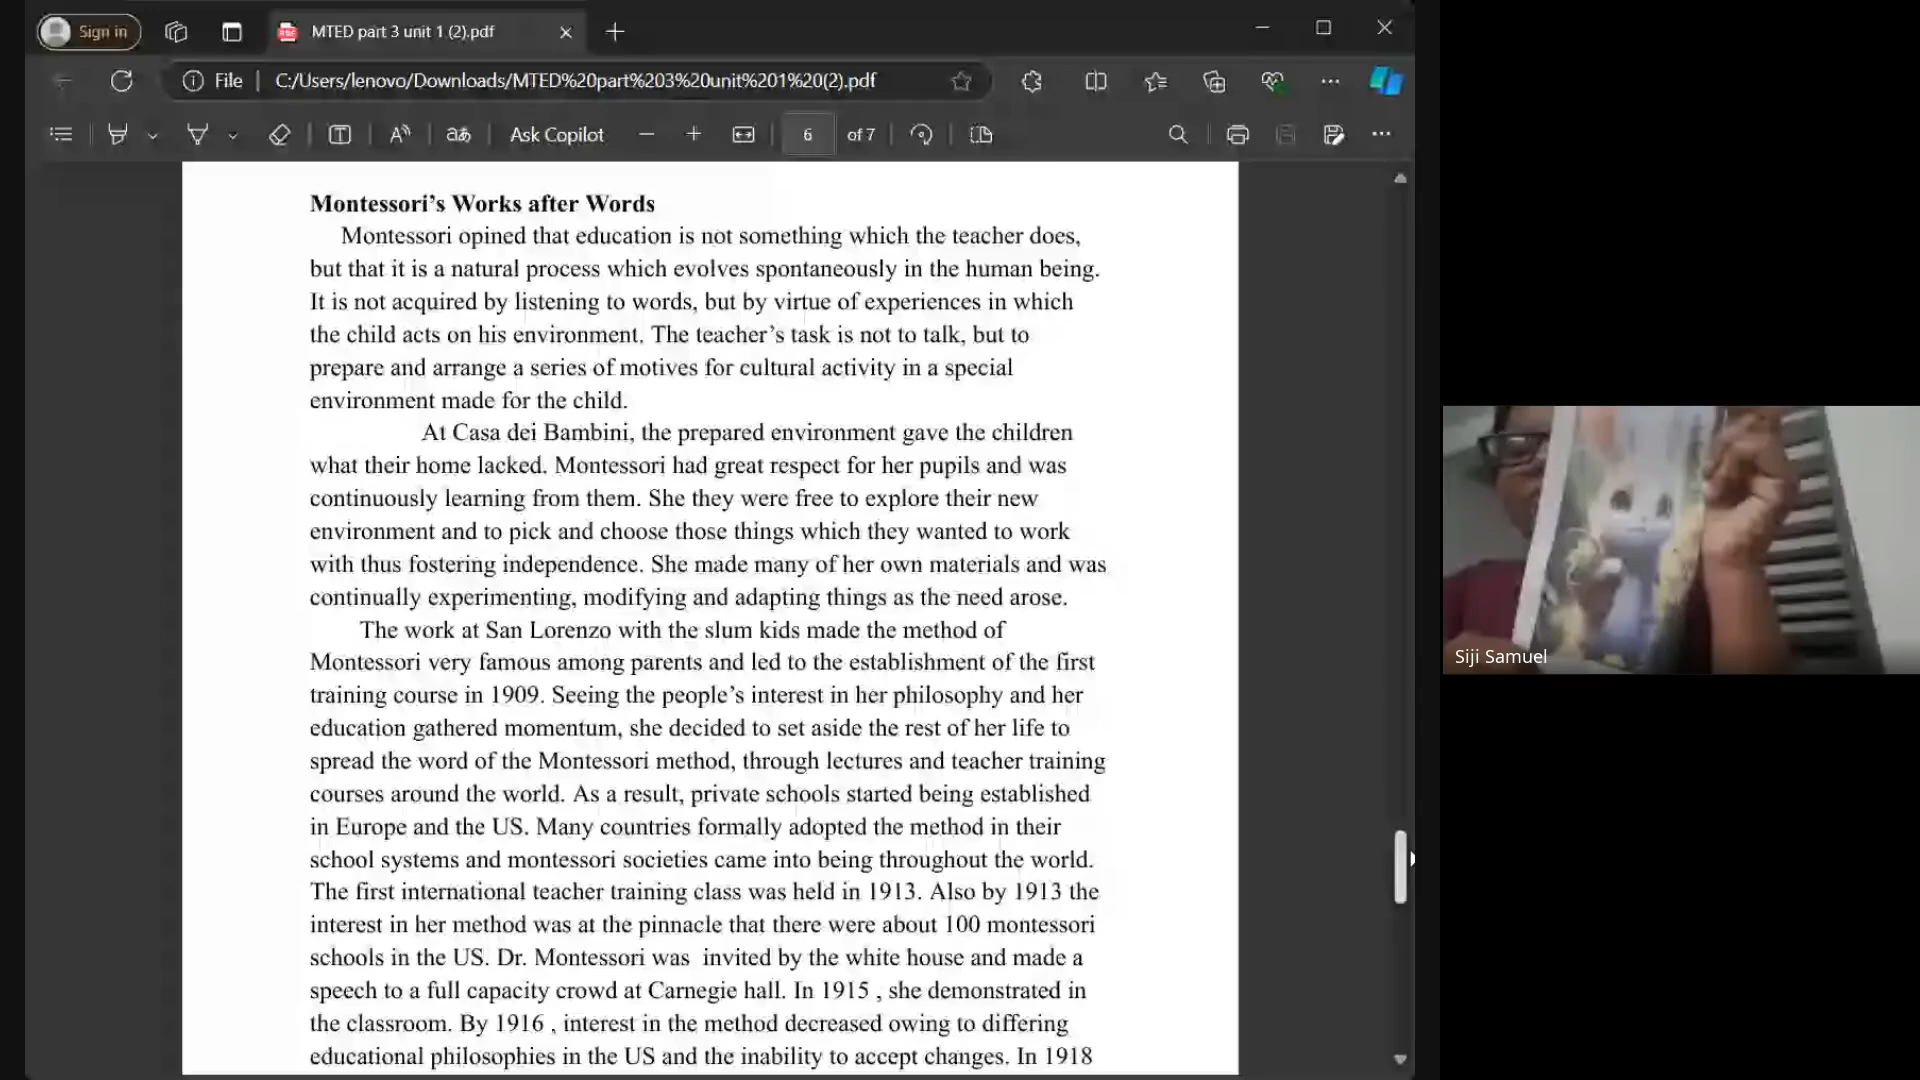 Sign in
MTED part 3 unit 1 (2).pdf
File
C:/Users/lenovo/Downloads/MTED%20part%203%20unit%201%20(2).pdf
Ask Copilot
6 of 7
Montessori's Works after Words
Montessori opined that education is not something which the teacher does,
but that it is a natural process which evolves spontaneously in the human being.
It is not acquired by listening to words, but by virtue of experiences in which
the child acts on his environment. The teacher's task is not to talk, but to
prepare and arrange a series of motives for cultural activity in a special
environment made for the child.
At Casa dei Bambini, the prepared environment gave the children
what their home lacked. Montessori had great respect for her pupils and was
continuously learning from them. She they were free to explore their new
environment and to pick and choose those things which they wanted to work
with thus fostering independence. She made many of her own materials and was
continually experimenting, modifying and adapting things as the need arose.
The work at San Lorenzo with the slum kids made the method of
Montessori very famous among parents and led to the establishment of the first
training course in 1909. Seeing the people's interest in her philosophy and her
education gathered momentum, she decided to set aside the rest of her life to
spread the word of the Montessori method, through lectures and teacher training
courses around the world. As a result, private schools started being established
in Europe and the US. Many countries formally adopted the method in their
school systems and montessori societies came into being throughout the world.
The first international teacher training class was held in 1913. Also by 1913 the
interest in her method was at the pinnacle that there were about 100 montessori
schools in the US. Dr. Montessori was  invited by the white house and made a
speech to a full capacity crowd at Carnegie hall. In 1915 , she demonstrated in
the classroom. By 1916 , interest in the method decreased owing to differing
educational philosophies in the US and the inability to accept changes. In 1918
Siji Samuel